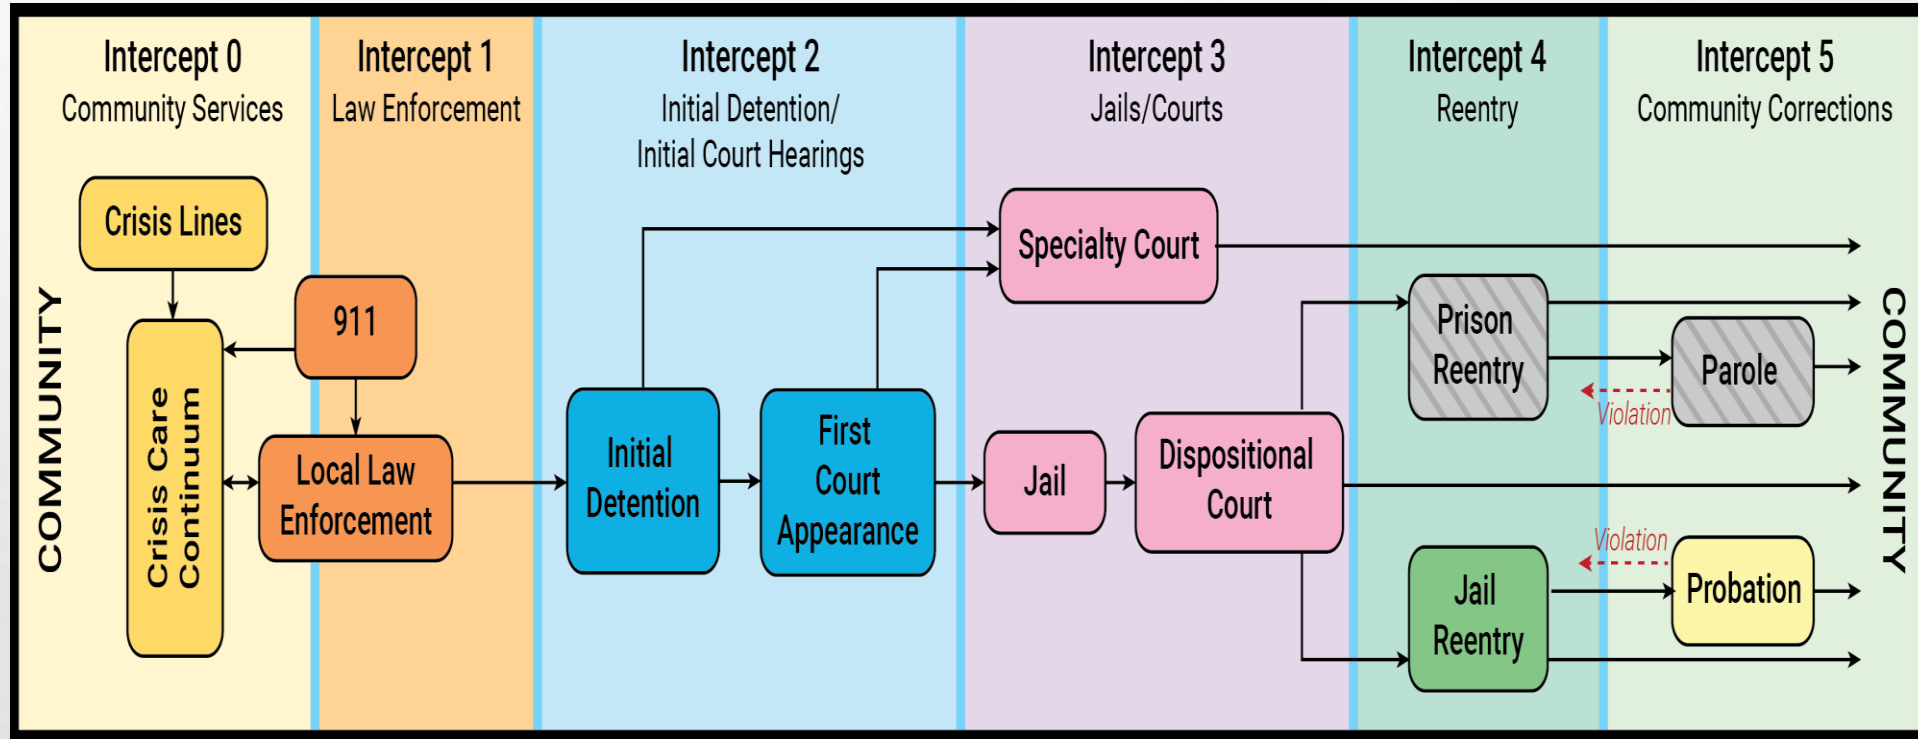 Intercept 0
Community Services
Intercept 1
Law Enforcement
Intercept 2
Initial Detention/
Initial Court Hearings
Intercept 3
Jails/Courts
Intercept 4
Reentry
Intercept 5
Community Corrections
COMMUNITY
Crisis Lines
Crisis Care
Continuum
911
Local Law
Enforcement
Initial
Detention
First
Court
Appearance
Specialty Court
Jail
Dispositional
Court
Prison
Reentry
Parole
Violation
Jail
Reentry
Violation
Probation
COMMUNITY